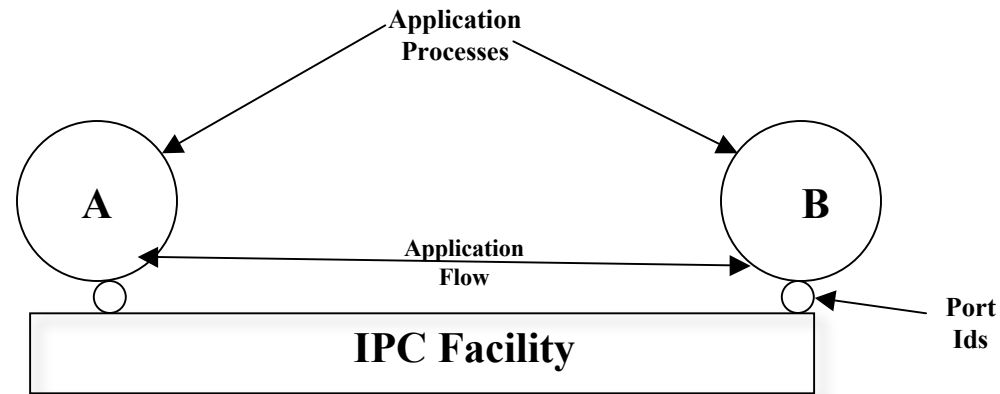 Application
Processes
A
B
Application
Flow
Port
Ids
IPC Facility